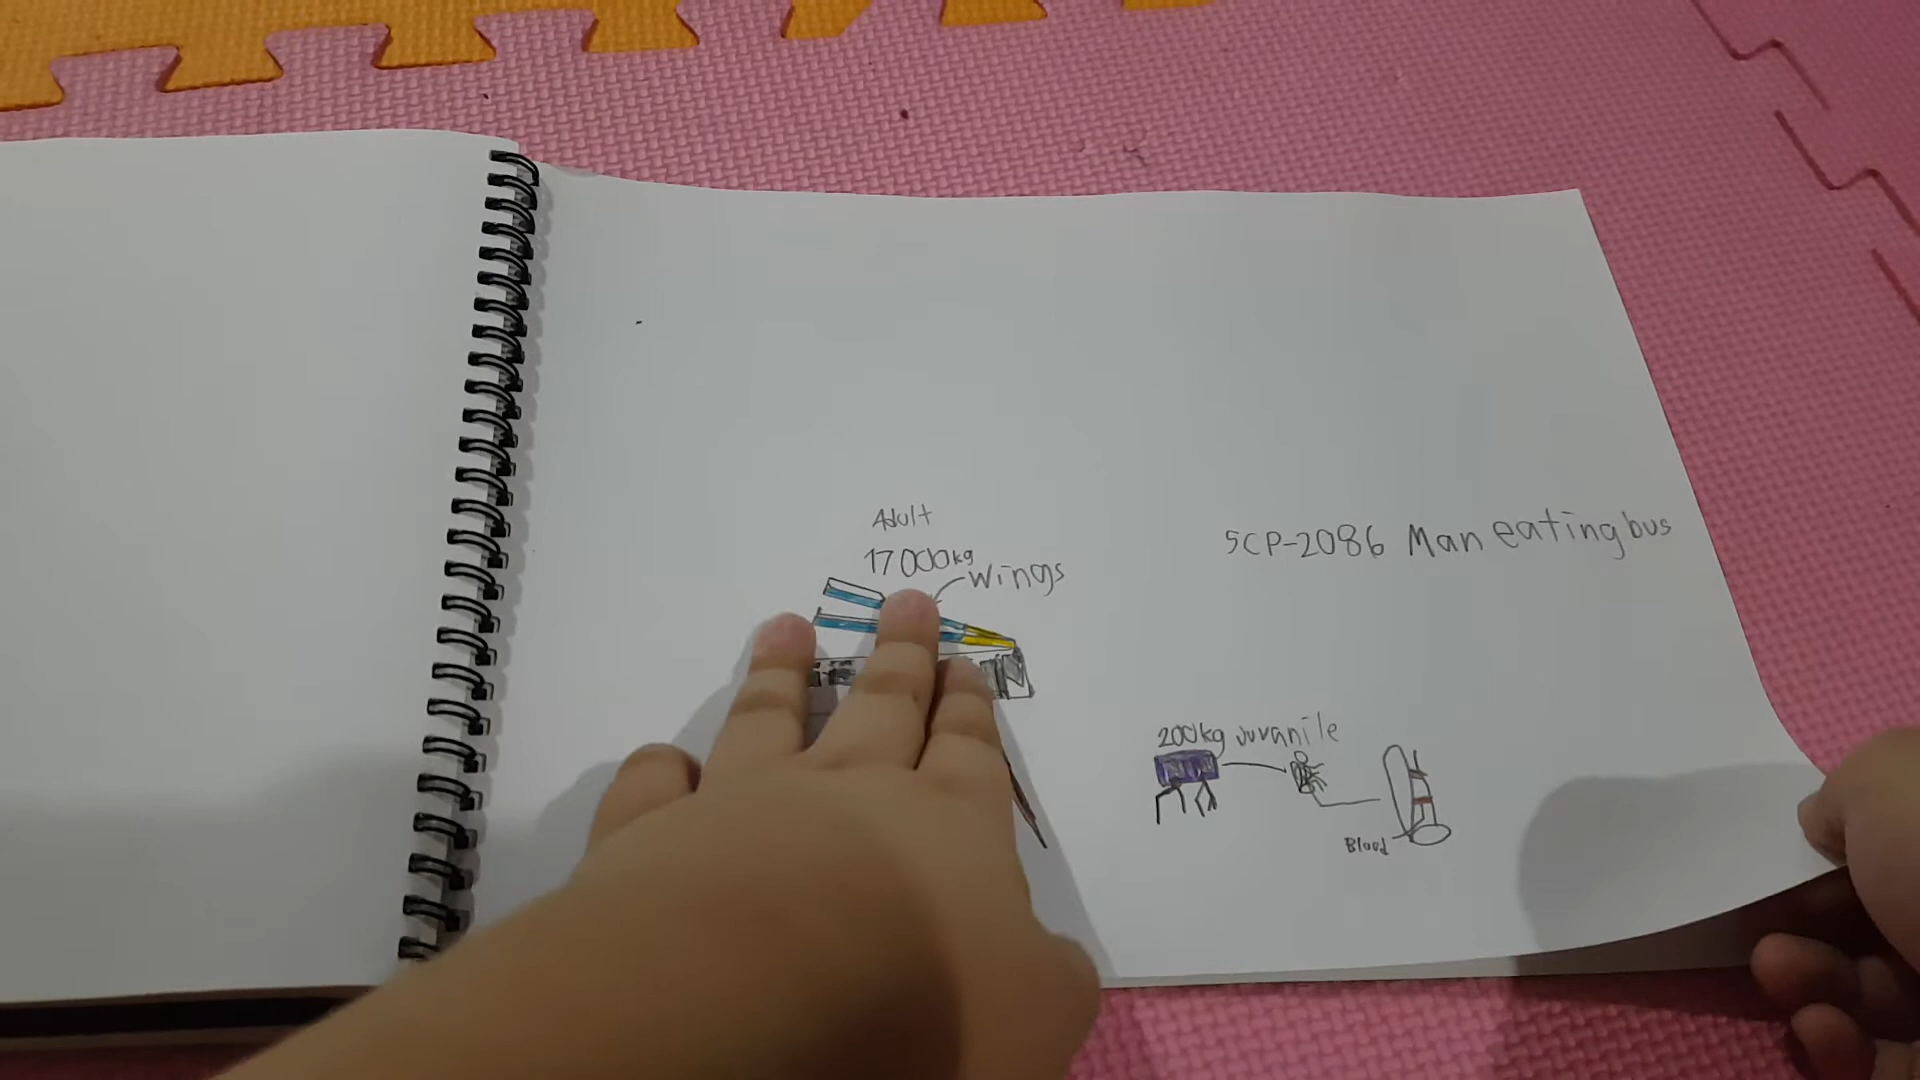 Adult
17000kg
Wings
SCP-2086 Man eating bus
200kg Juvanile
Blood